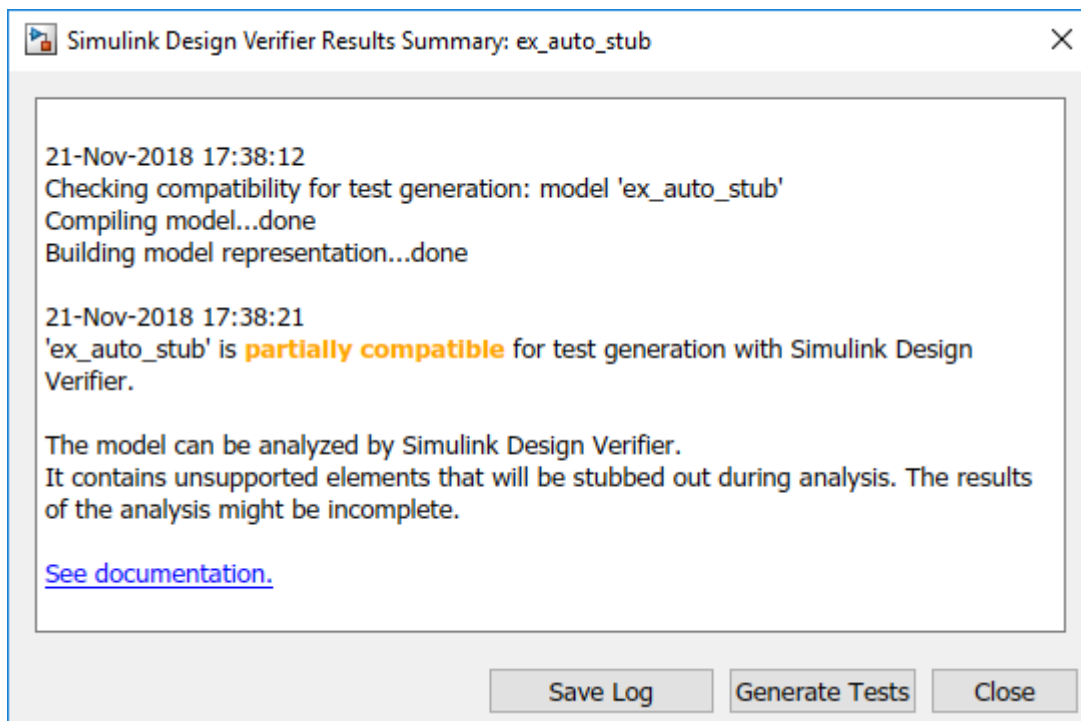 Simulink Design Verifier Results Summary: ex_auto_stub
21-Nov-2018 17:38:12
Checking compatibility for test generation: model 'ex_auto_stub'
Compiling model...done
Building model representation...done
21-Nov-2018 17:38:21
'ex_auto_stub' is partially compatible for test generation with Simulink Design
Verifier.
The model can be analyzed by Simulink Design Verifier.
It contains unsupported elements that will be stubbed out during analysis. The results
of the analysis might be incomplete.
See documentation.
Save Log Generate Tests Close